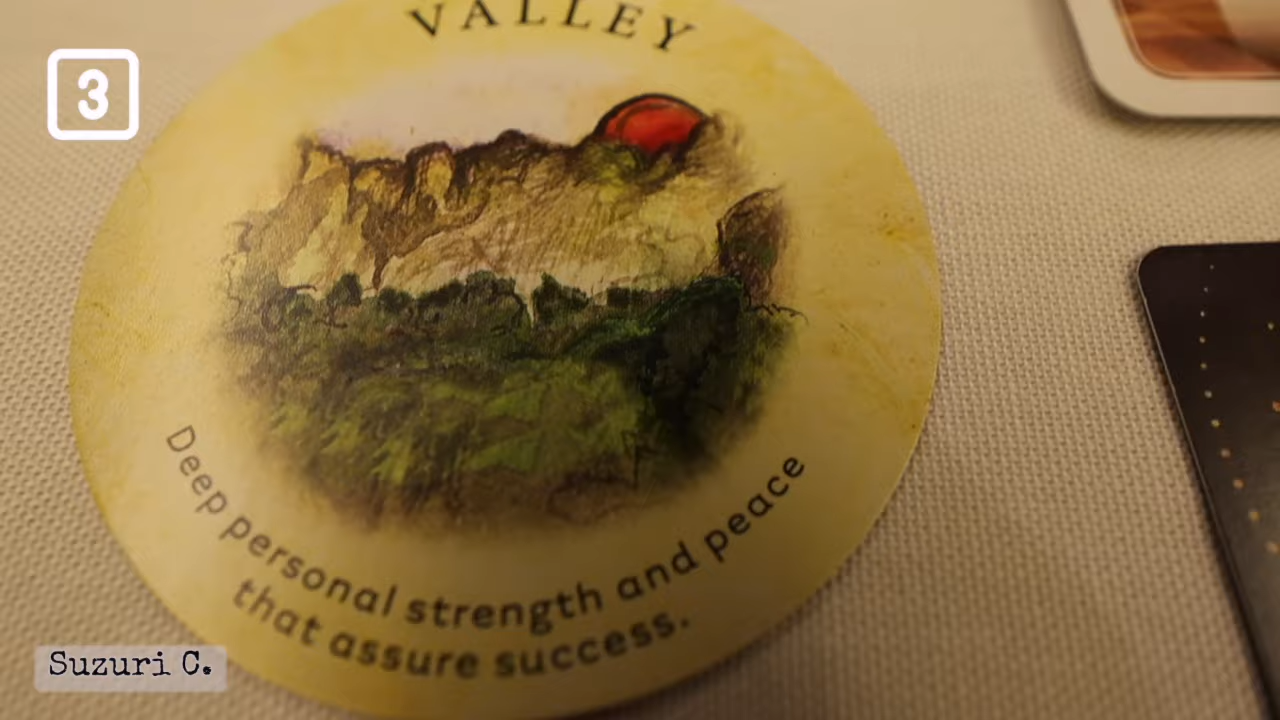 VALLEY
3
Deep personal strength and peace
that assure success.
Suzuri C.